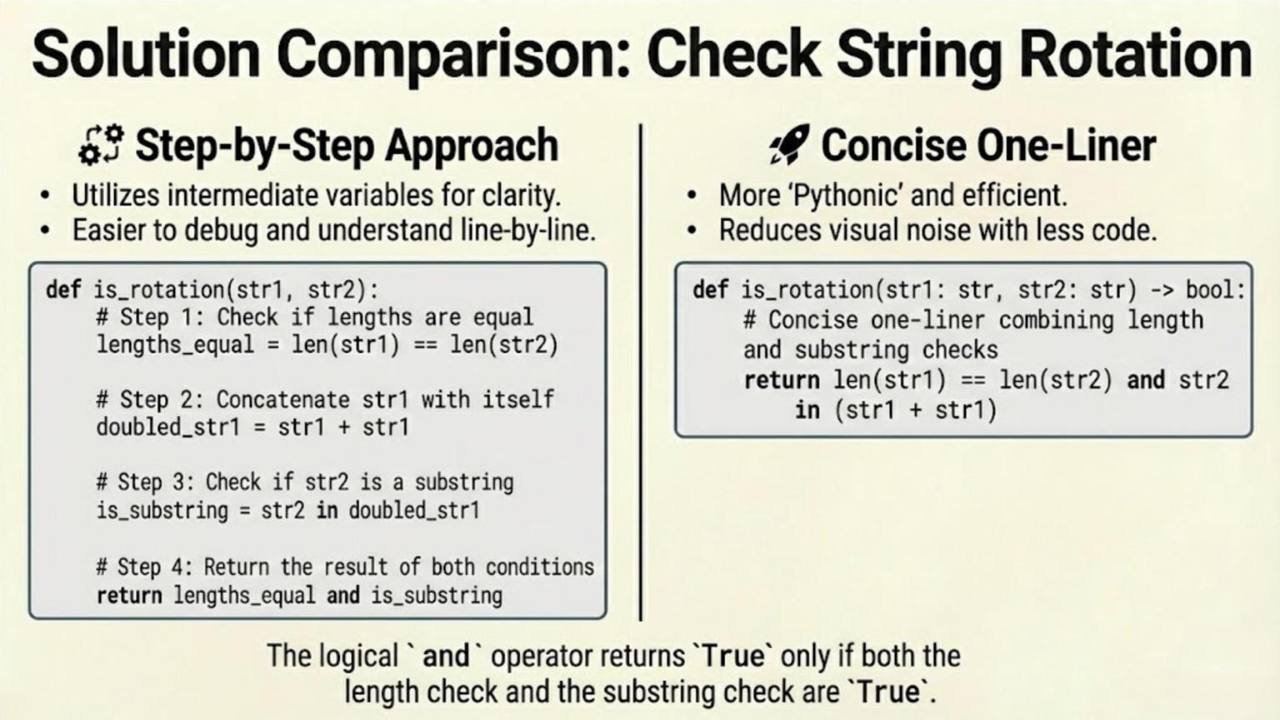 Solution Comparison: Check String Rotation
Step-by-Step Approach
• Utilizes intermediate variables for clarity.
• Easier to debug and understand line-by-line.
def is_rotation(str1, str2):
    # Step 1: Check if lengths are equal
    lengths_equal = len(str1) == len(str2)
    # Step 2: Concatenate str1 with itself
    doubled_str1 = str1 + str1
    # Step 3: Check if str2 is a substring
    is_substring = str2 in doubled_str1
    # Step 4: Return the result of both conditions
    return lengths_equal and is_substring
Concise One-Liner
• More ‘Pythonic’ and efficient.
• Reduces visual noise with less code.
def is_rotation(str1: str, str2: str) -> bool:
    # Concise one-liner combining length
    and substring checks
    return len(str1) == len(str2) and str2
        in (str1 + str1)
The logical ` and ` operator returns `True` only if both the
length check and the substring check are `True`.